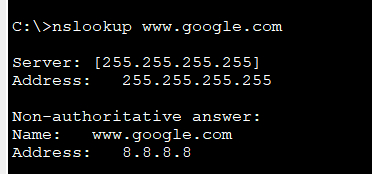 C:\>nslookup www.google.com
Server: [255.255.255.255]
Address:   255.255.255.255
Non-authoritative answer:
Name:   www.google.com
Address:   8.8.8.8